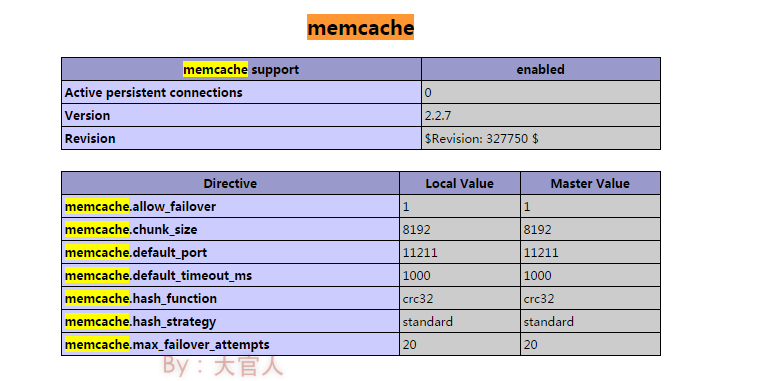 memcache
memcache support enabled
Active persistent connections 0
Version 2.2.7
Revision $Revision: 327750 $
Directive Local Value Master Value
memcache.allow_failover 1 1
memcache.chunk_size 8192 8192
memcache.default_port 11211 11211
memcache.default_timeout_ms 1000 1000
memcache.hash_function crc32 crc32
memcache.hash_strategy standard standard
memcache.max_failover_attempts 20 20
By：大官人